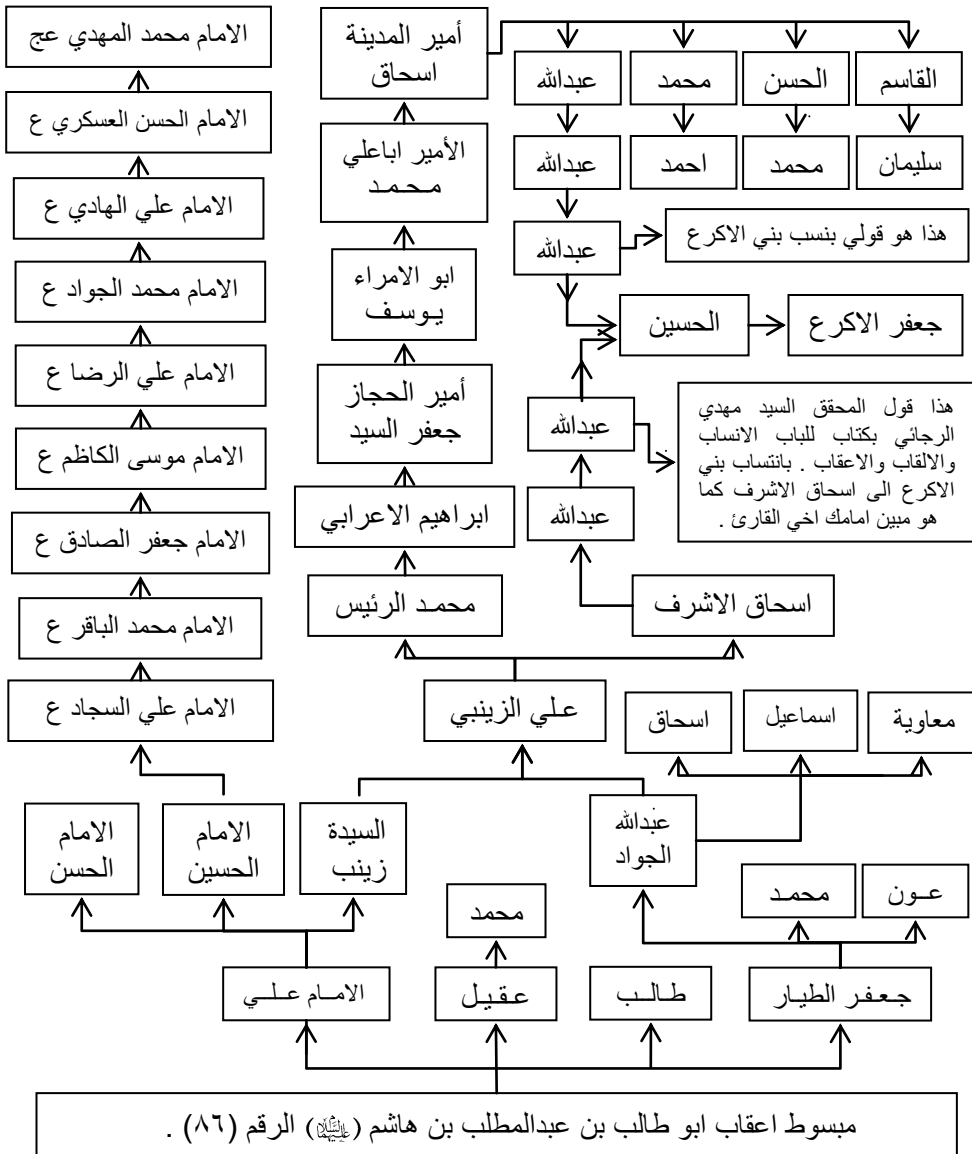 الامام محمد المهدي عج
الامام الحسن العسكري ع
الامام علي الهادي ع
الامام محمد الجواد ع
الامام علي الرضا ع
الامام موسى الكاظم ع
الامام جعفر الصادق ع
الامام محمد الباقر ع
الامام علي السجاد ع
أمير المدينة
اسحاق
الأمير اباعلي
محمد
ابو الامراء
يوسف
أمير الحجاز
جعفر السيد
ابراهيم الاعرابي
محمد الرئيس
القاسم
الحسن
محمد
عبدالله
سليمان
محمد
احمد
عبدالله
عبدالله
هذا هو قولي بنسب بني الاكرع
الحسين
جعفر الاكرع
عبدالله
هذا قول المحقق السيد مهدي
الرجائي بكتاب للباب الانساب
والالقاب والاعقاب . بانتساب بني
الاكرع الى اسحاق الاشرف كما
هو مبين امامك اخي القارئ .
عبدالله
اسحاق الاشرف
علي الزينبي
معاوية
اسماعيل
اسحاق
عبدالله
الجواد
السيدة
زينب
الامام
الحسين
الامام
الحسن
عون
محمد
محمد
جعفر الطيار
طالب
عقيل
الامام علي
مبسوط اعقاب ابو طالب بن عبدالمطلب بن هاشم (عليهما السلام) الرقم (٨٦) .